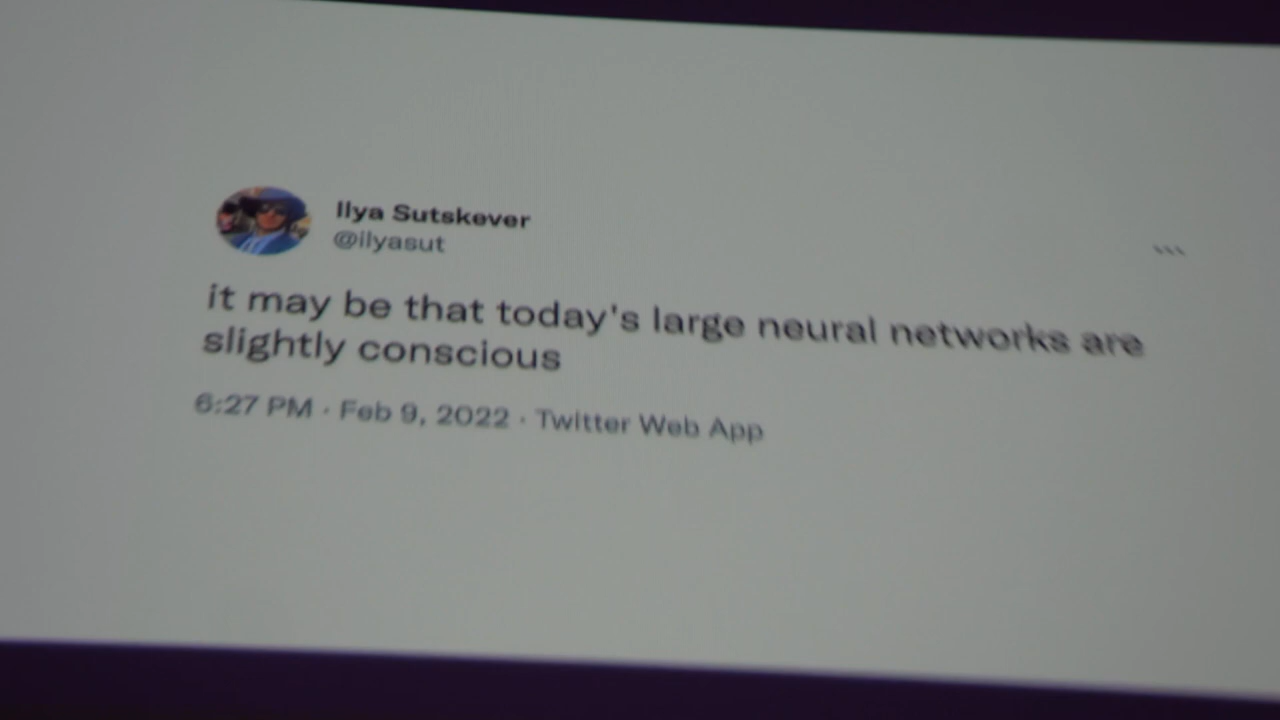 Ilya Sutskever
@ilyasut
it may be that today's large neural networks are
slightly conscious
6:27 PM · Feb 9, 2022 · Twitter Web App